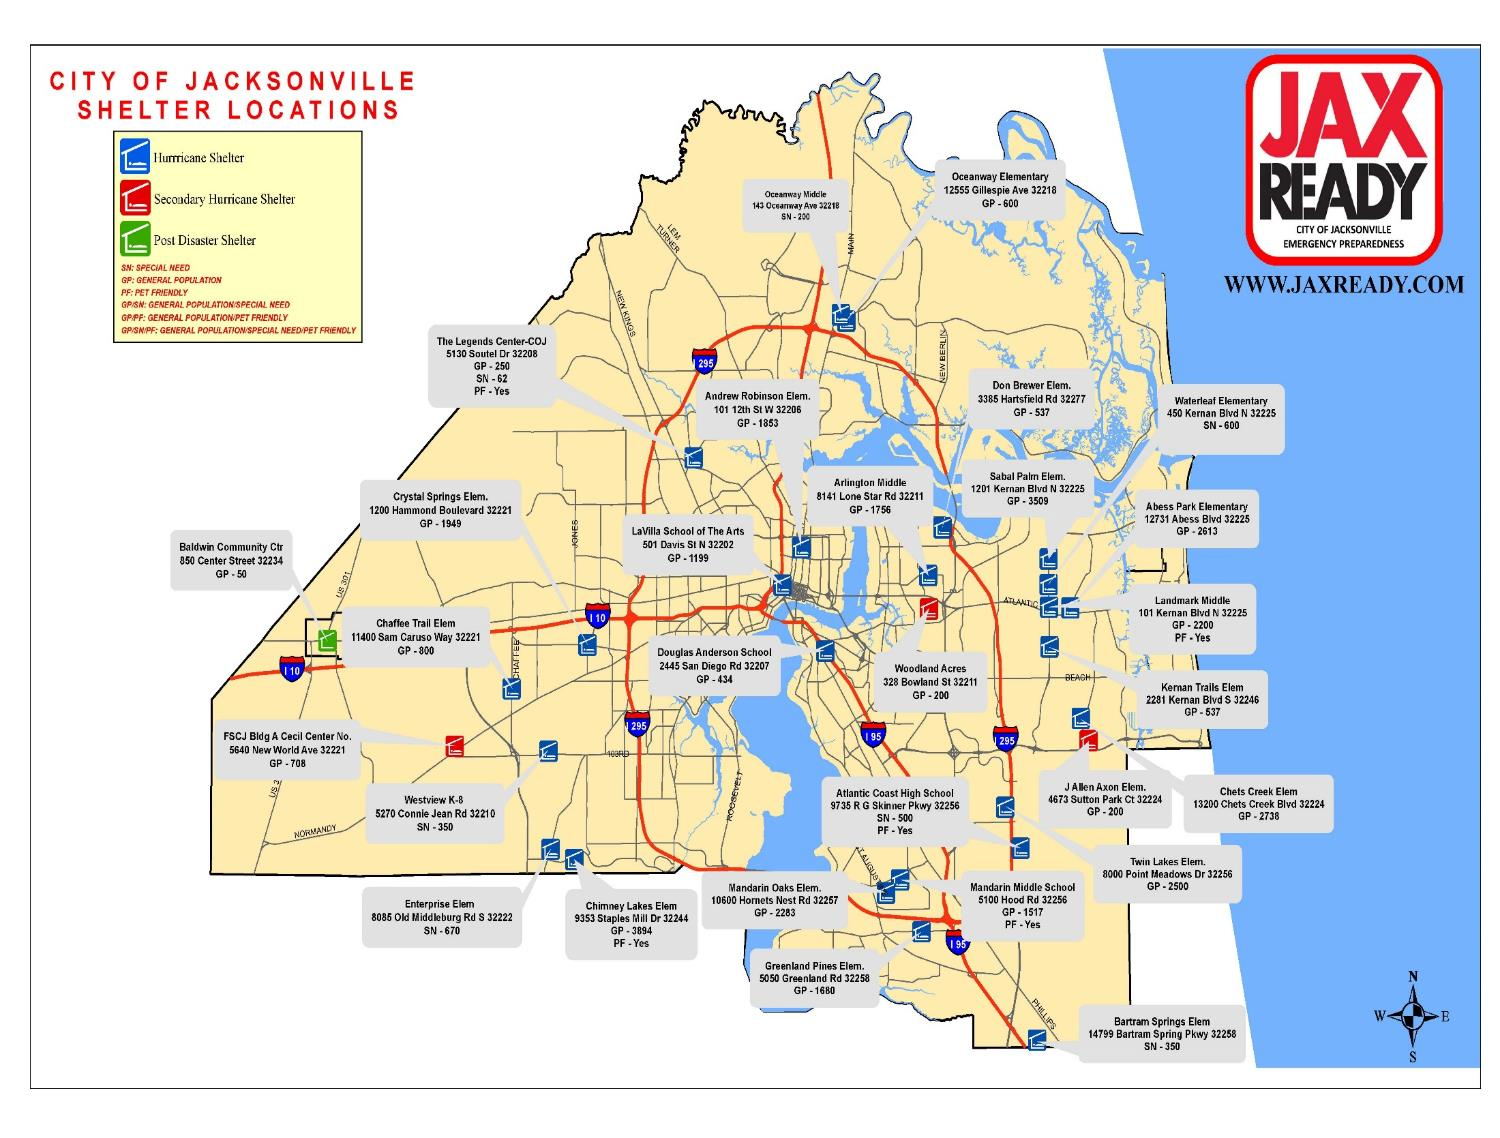 CITY OF JACKSONVILLE
SHELTER LOCATIONS
Hurrricane Shelter
Secondary Hurricane Shelter
Post Disaster Shelter
SN: SPECIAL NEED
GP: GENERAL POPULATION
PF: PET FRIENDLY
GP/SN: GENERAL POPULATION/SPECIAL NEED
GP/PF: GENERAL POPULATION/PET FRIENDLY
GP/SN/PF: GENERAL POPULATION/SPECIAL NEED/PET FRIENDLY
JAX
READY
CITY OF JACKSONVILLE
EMERGENCY PREPAREDNESS
WWW.JAXREADY.COM
Oceanway Elementary
12555 Gillespie Ave 32218
GP - 600
Oceanway Middle
143 Oceanway Ave 32218
SN - 200
MAIN
LEM
TURNER
NEW KINGS
NEW BERLIN
The Legends Center-COJ
5130 Soutel Dr 32208
GP - 250
SN - 62
PF - Yes
295
Andrew Robinson Elem.
101 12th St W 32206
GP - 1853
Don Brewer Elem.
3385 Hartsfield Rd 32277
GP - 537
Waterleaf Elementary
450 Kernan Blvd N 32225
SN - 600
Crystal Springs Elem.
1200 Hammond Boulevard 32221
GP - 1949
Arlington Middle
8141 Lone Star Rd 32211
GP - 1756
Sabal Palm Elem.
1201 Kernan Blvd N 32225
GP - 3509
Abess Park Elementary
12731 Abess Blvd 32225
GP - 2613
LaVilla School of The Arts
501 Davis St N 32202
GP - 1199
JONES
Baldwin Community Ctr
850 Center Street 32234
GP - 50
US 301
Landmark Middle
101 Kernan Blvd N 32225
GP - 2200
PF - Yes
ATLANTIC
I 10
Chaffee Trail Elem
11400 Sam Caruso Way 32221
GP - 800
CHAFFEE
I 10
Douglas Anderson School
2445 San Diego Rd 32207
GP - 434
Woodland Acres
328 Bowland St 32211
GP - 200
BEACH
Kernan Trails Elem
2281 Kernan Blvd S 32246
GP - 537
FSCJ Bldg A Cecil Center No.
5640 New World Ave 32221
GP - 708
295
I 95
295
103RD
US 3
Westview K-8
5270 Connie Jean Rd 32210
SN - 350
ROOSEVELT
Atlantic Coast High School
9735 R G Skinner Pkwy 32256
SN - 500
PF - Yes
J Allen Axon Elem.
4673 Sutton Park Ct 32224
GP - 200
Chets Creek Elem
13200 Chets Creek Blvd 32224
GP - 2738
NORMANDY
Twin Lakes Elem.
8000 Point Meadows Dr 32256
GP - 2500
Enterprise Elem
8085 Old Middleburg Rd S 32222
SN - 670
Chimney Lakes Elem
9353 Staples Mill Dr 32244
GP - 3894
PF - Yes
Mandarin Oaks Elem.
10600 Hornets Nest Rd 32257
GP - 2283
Mandarin Middle School
5100 Hood Rd 32256
GP - 1517
PF - Yes
I 95
Greenland Pines Elem.
5050 Greenland Rd 32258
GP - 1680
PHILLIPS
Bartram Springs Elem
14799 Bartram Spring Pkwy 32258
SN - 350
N
W
E
S